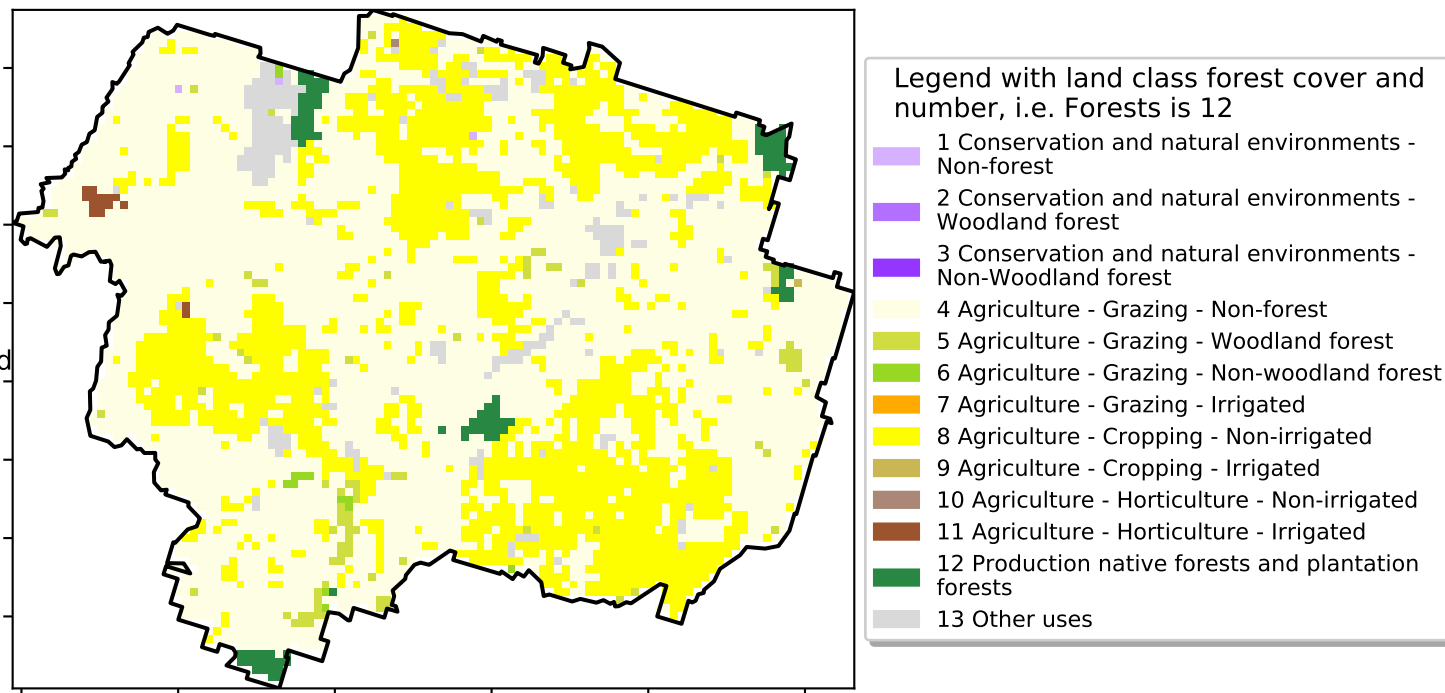 d
Legend with land class forest cover and
number, i.e. Forests is 12
1 Conservation and natural environments -
Non-forest
2 Conservation and natural environments -
Woodland forest
3 Conservation and natural environments -
Non-Woodland forest
4 Agriculture - Grazing - Non-forest
5 Agriculture - Grazing - Woodland forest
6 Agriculture - Grazing - Non-woodland forest
7 Agriculture - Grazing - Irrigated
8 Agriculture - Cropping - Non-irrigated
9 Agriculture - Cropping - Irrigated
10 Agriculture - Horticulture - Non-irrigated
11 Agriculture - Horticulture - Irrigated
12 Production native forests and plantation
forests
13 Other uses